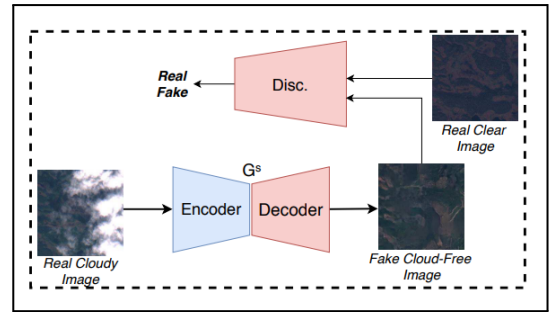 Real
Fake
Disc.
Real Clear
Image
Gˢ
Encoder
Decoder
Real Cloudy
Image
Fake Cloud-Free
Image